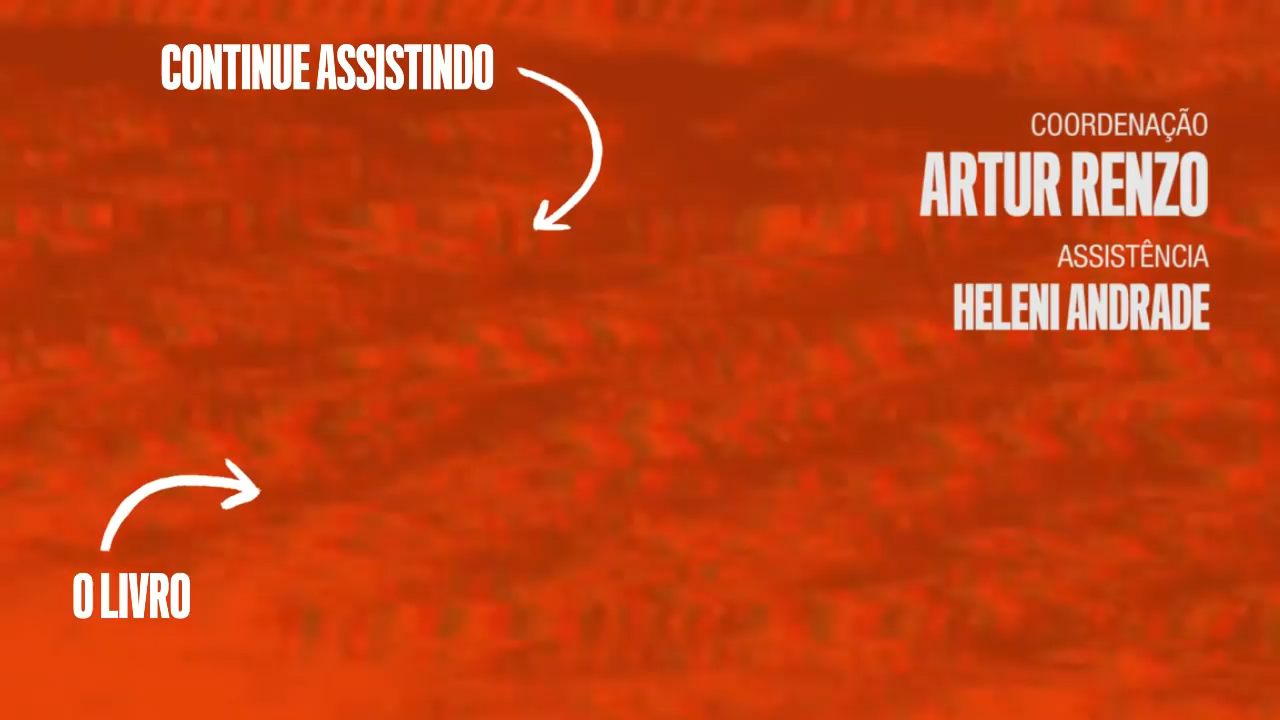 CONTINUE ASSISTINDO
COORDENAÇÃO
ARTUR RENZO
ASSISTÊNCIA
HELENI ANDRADE
O LIVRO